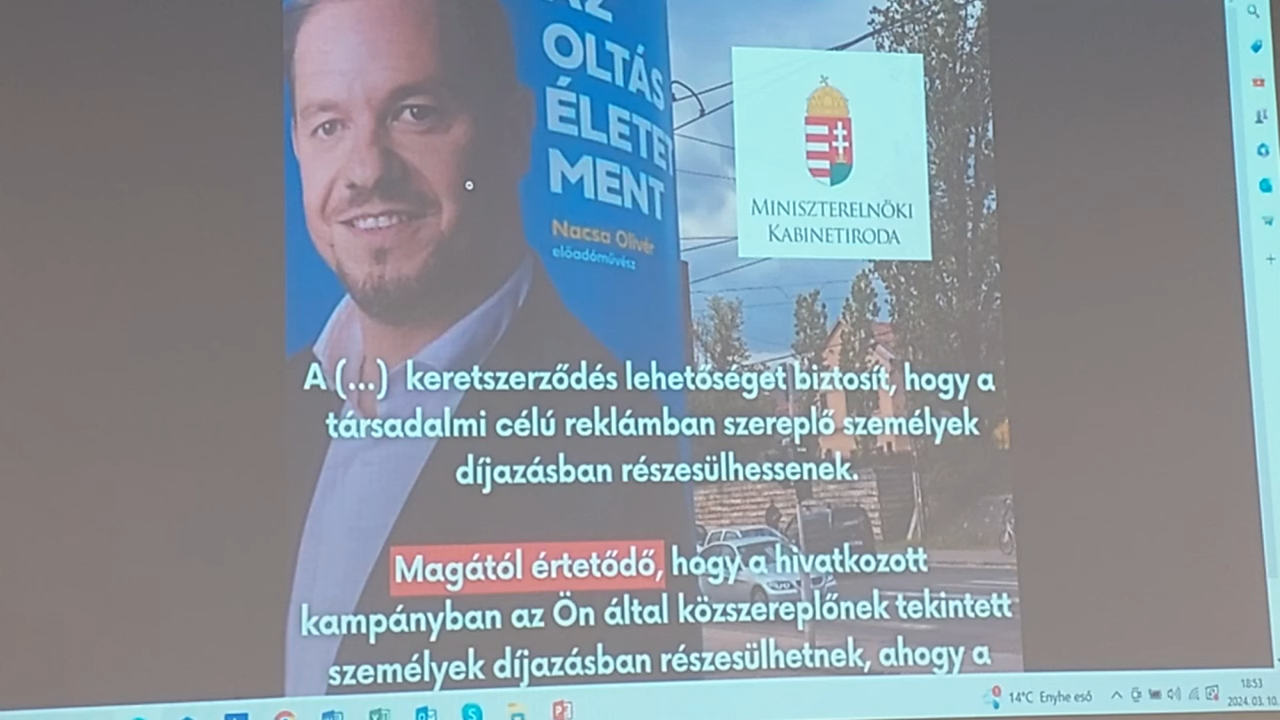 AZ
OLTÁS
ÉLETET
MENT
Nacsa Olivér
előadóművész
MINISZTERELNÖKI
KABINETIRODA
A (...) keretszerződés lehetőséget biztosít, hogy a
társadalmi célú reklámban szereplő személyek
díjazásban részesülhessenek.
Magától értetődő, hogy a hivatkozott
kampányban az Ön által közszereplőnek tekintett
személyek díjazásban részesülhetnek, ahogy a
14°C Enyhe eső
18:53
2024. 03. 10.